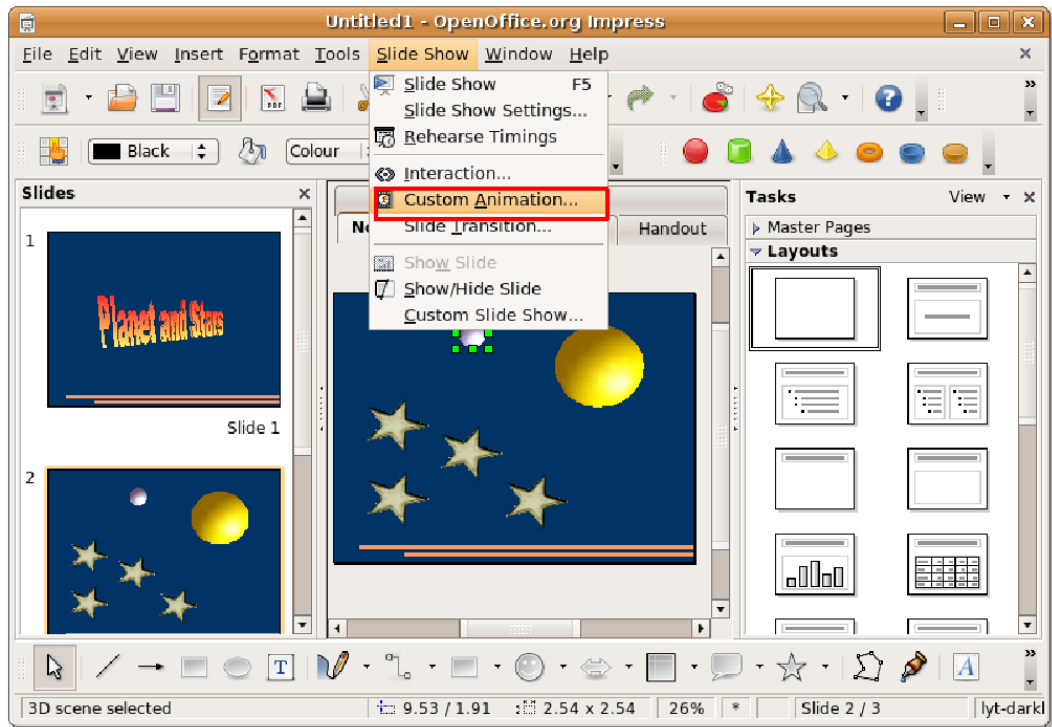 Untitled1 - OpenOffice.org Impress
File Edit View Insert Format Tools Slide Show Window Help
Slide Show F5
Slide Show Settings...
Rehearse Timings
Interaction...
Custom Animation...
Slide Transition...
Show Slide
Show/Hide Slide
Custom Slide Show...
PDF
Black
Colour
Slides
1
Planet and Stars
Slide 1
2
Handout
Tasks View
Master Pages
Layouts
T
A
3D scene selected 9.53 / 1.91 2.54 x 2.54 26% * Slide 2 / 3 lyt-darkl